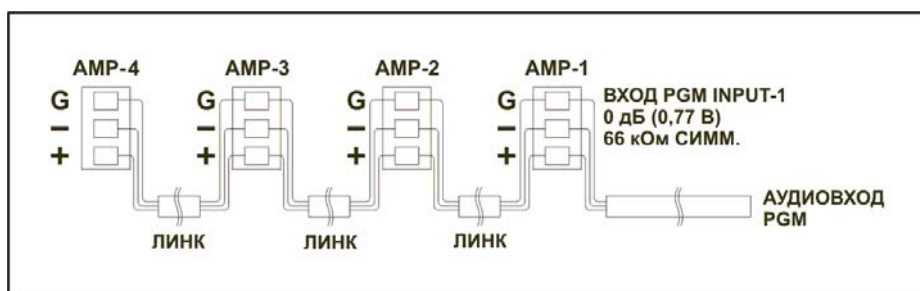 AMP-4 AMP-3 AMP-2 AMP-1
G G G G
− − − −
+ + + +
ВХОД PGM INPUT-1
0 дБ (0,77 В)
66 кОм СИММ.
АУДИОВХОД
PGM
ЛИНК ЛИНК ЛИНК